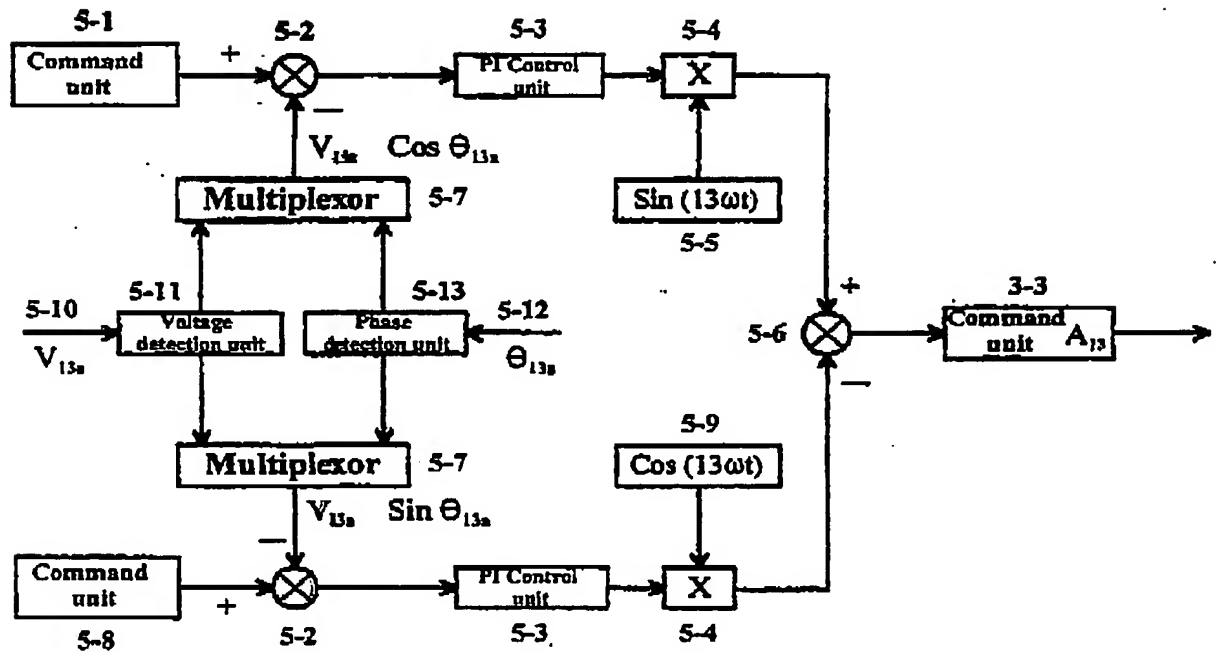 5-1
5-2
5-3
5-4
Command
unit
+
PI Control
unit
X
−
V₁₃ₐ Cos θ₁₃ₐ
Multiplexor
5-7
Sin (13ωt)
5-5
5-10
5-11
5-13
5-12
V₁₃ₐ
Voltage
detection unit
Phase
detection unit
θ₁₃ₐ
+
5-6
−
3-3
Command
unit A₁₃
Multiplexor
5-7
5-9
Cos (13ωt)
V₁₃ₐ Sin θ₁₃ₐ
−
Command
unit
+
PI Control
unit
X
5-8
5-2
5-3
5-4